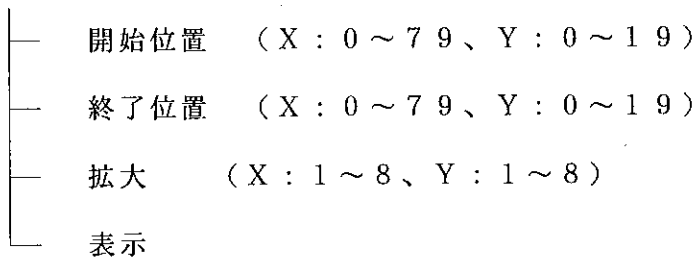 開始位置　（X：0～79、Y：0～19）
終了位置　（X：0～79、Y：0～19）
拡大　　（X：1～8、Y：1～8）
表示